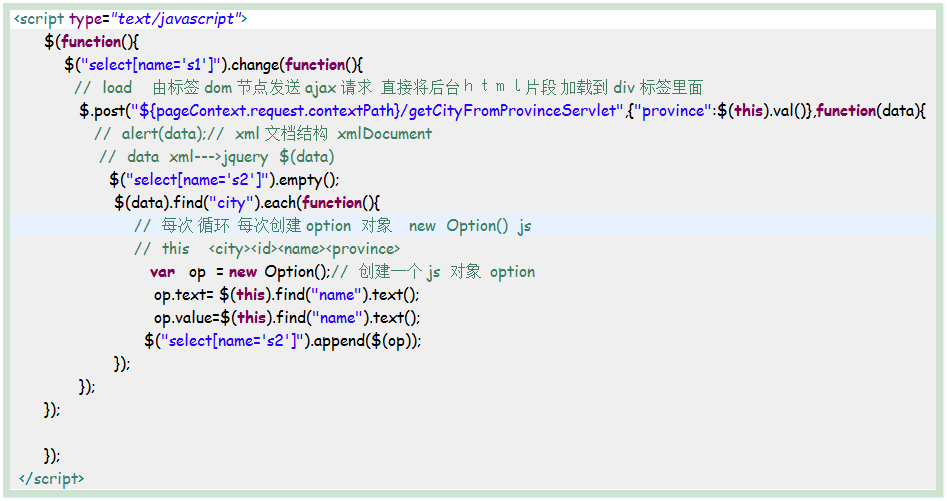 <script type="text/javascript">
$(function(){
$("select[name='s1']").change(function(){
// load 由标签 dom 节点发送 ajax 请求 直接将后台ｈｔｍｌ片段 加载到 div 标签里面
$.post("${pageContext.request.contextPath}/getCityFromProvinceServlet",{"province":$(this).val()},function(data){
// alert(data);// xml 文档结构 xmlDocument
// data xml--->jquery $(data)
$("select[name='s2']").empty();
$(data).find("city").each(function(){
// 每次 循环 每次创建 option 对象 new Option() js
// this <city><id><name><province>
var op = new Option();// 创建一个 js 对象 option
op.text= $(this).find("name").text();
op.value=$(this).find("name").text();
$("select[name='s2']").append($(op));
});
});
});
});
</script>